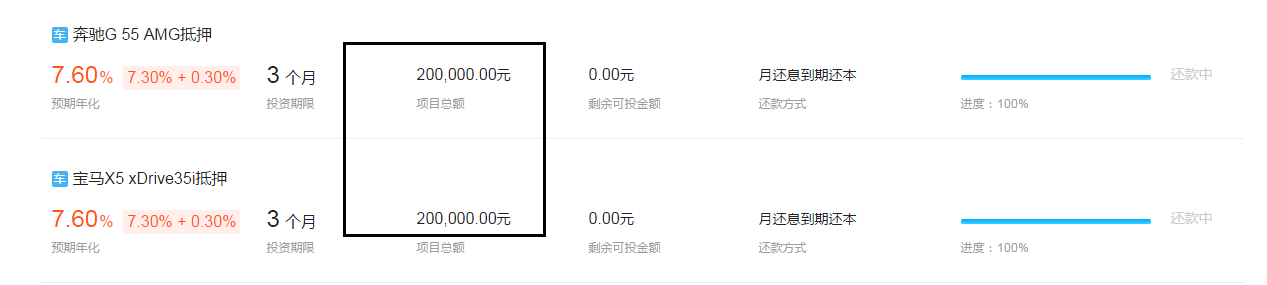 车 奔驰G 55 AMG抵押
7.60% 7.30% + 0.30% 3 个月 200,000.00元 0.00元 月还息到期还本 还款中
预期年化 投资期限 项目总额 剩余可投金额 还款方式 进度：100%
车 宝马X5 xDrive35i抵押
7.60% 7.30% + 0.30% 3 个月 200,000.00元 0.00元 月还息到期还本 还款中
预期年化 投资期限 项目总额 剩余可投金额 还款方式 进度：100%